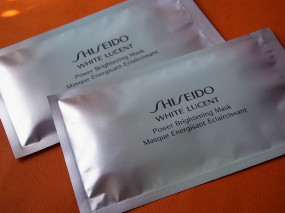 SHISEIDO
WHITE LUCENT
Power Brightening Mask
Masque Energisant Eclaircissant
SHISEIDO
WHITE LUCENT
Power Brightening Mask
Masque Energisant Eclaircissant